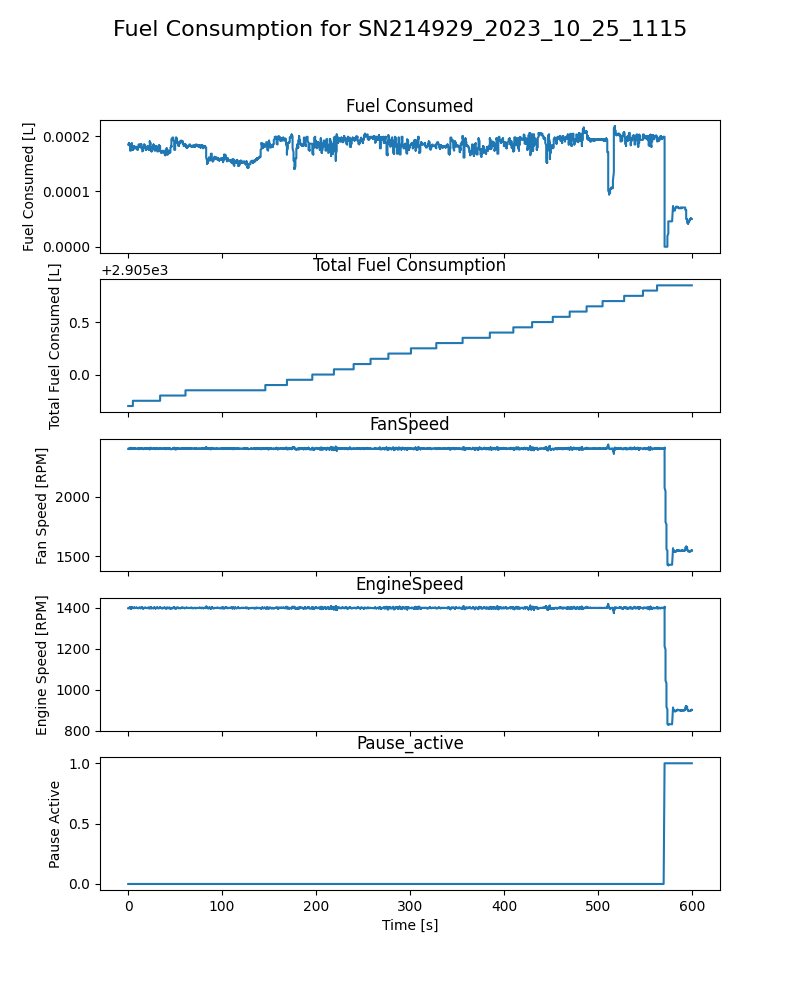 Fuel Consumption for SN214929_2023_10_25_1115
Fuel Consumed
Fuel Consumed [L]
0.0002
0.0001
0.0000
+2.905e3
Total Fuel Consumption
Total Fuel Consumed [L]
0.5
0.0
FanSpeed
Fan Speed [RPM]
2000
1500
EngineSpeed
Engine Speed [RPM]
1400
1200
1000
800
Pause_active
Pause Active
1.0
0.5
0.0
0 100 200 300 400 500 600
Time [s]